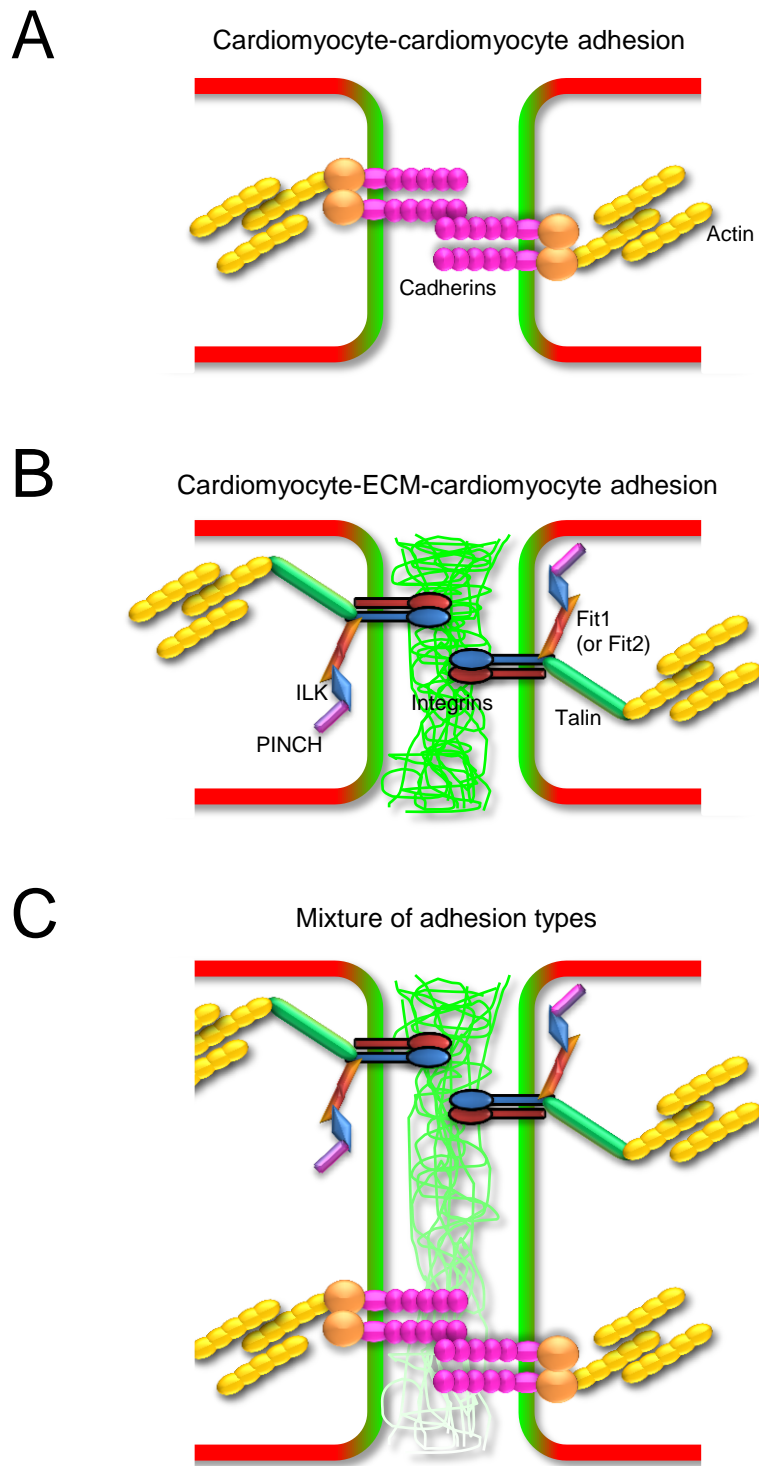 A
Cardiomyocyte-cardiomyocyte adhesion
Actin
Cadherins
B
Cardiomyocyte-ECM-cardiomyocyte adhesion
Fit1
(or Fit2)
ILK
Integrins
Talin
PINCH
C
Mixture of adhesion types